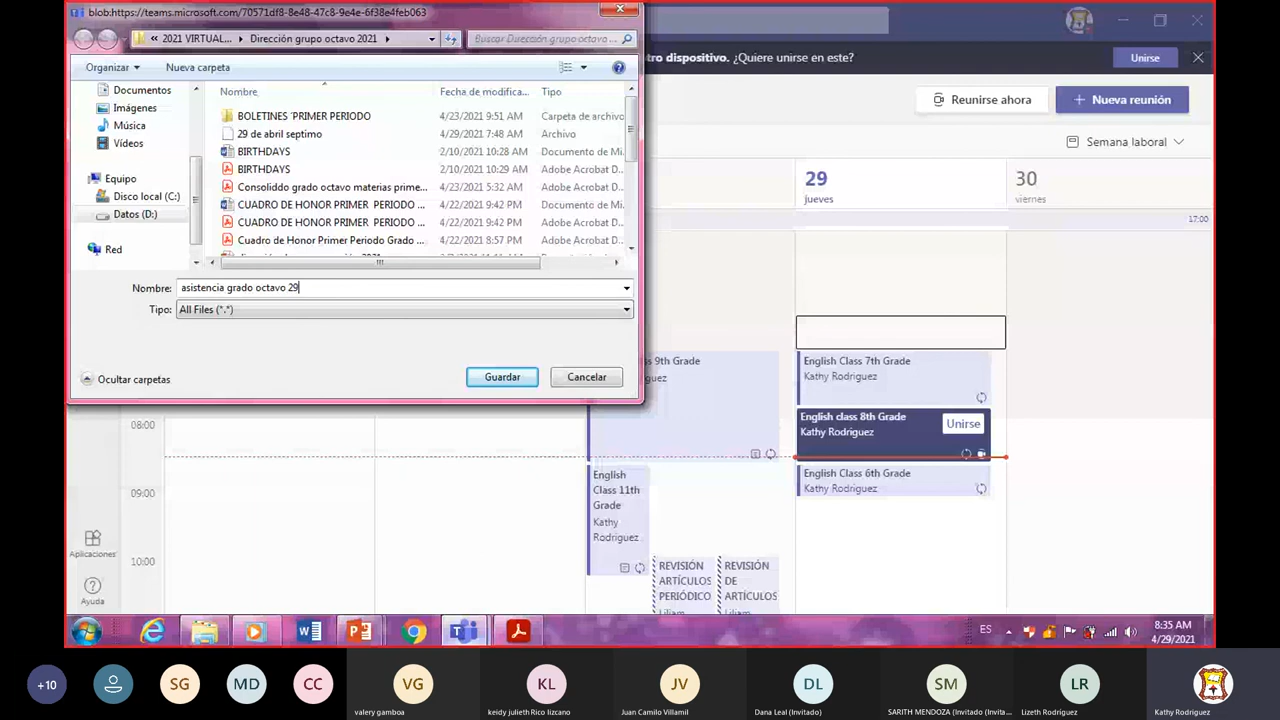 blob:https://teams.microsoft.com/70571df8-8e48-47c8-9e4e-6f38e4feb063
« 2021 VIRTUAL... Dirección grupo octavo 2021
Buscar Dirección grupo octavo ...
Organizar
Nueva carpeta
Documentos
Imágenes
Música
Vídeos
Equipo
Disco local (C:)
Datos (D:)
Red
Nombre
Fecha de modifica...
Tipo
BOLETINES ´PRIMER PERIODO 4/23/2021 9:51 AM Carpeta de archivo
29 de abril septimo 4/29/2021 7:48 AM Archivo
BIRTHDAYS 2/10/2021 10:28 AM Documento de Mi...
BIRTHDAYS 2/10/2021 10:29 AM Adobe Acrobat D...
Consoliddo grado octavo materias prime... 4/23/2021 5:32 AM Adobe Acrobat D...
CUADRO DE HONOR PRIMER PERIODO ... 4/22/2021 9:42 PM Documento de Mi...
CUADRO DE HONOR PRIMER PERIODO ... 4/22/2021 9:42 PM Adobe Acrobat D...
Cuadro de Honor Primer Periodo Grado ... 4/22/2021 8:57 PM Adobe Acrobat D...
Nombre: asistencia grado octavo 29
Tipo: All Files (*.*)
Ocultar carpetas
Guardar
Cancelar
tro dispositivo. ¿Quiere unirse en este?
Unirse
Reunirse ahora
Nueva reunión
Semana laboral
29
jueves
30
viernes
17:00
s 9th Grade
guez
English Class 7th Grade
Kathy Rodriguez
English class 8th Grade
Kathy Rodriguez
Unirse
English Class 6th Grade
Kathy Rodriguez
08:00
09:00
10:00
English
Class 11th
Grade
Kathy
Rodriguez
REVISIÓN
ARTÍCULOS
PERIÓDICO
Liliam
REVISIÓN
DE
ARTÍCULOS
Liliam
Aplicaciones
Ayuda
ES
8:35 AM
4/29/2021
+10
SG
MD
CC
VG
valery gamboa
KL
keidy julieth Rico lizcano
JV
Juan Camilo Villamil
DL
Dana Leal (Invitado)
SM
SARITH MENDOZA (Invitado) (Invita...
LR
Lizeth Rodriguez
Kathy Rodriguez